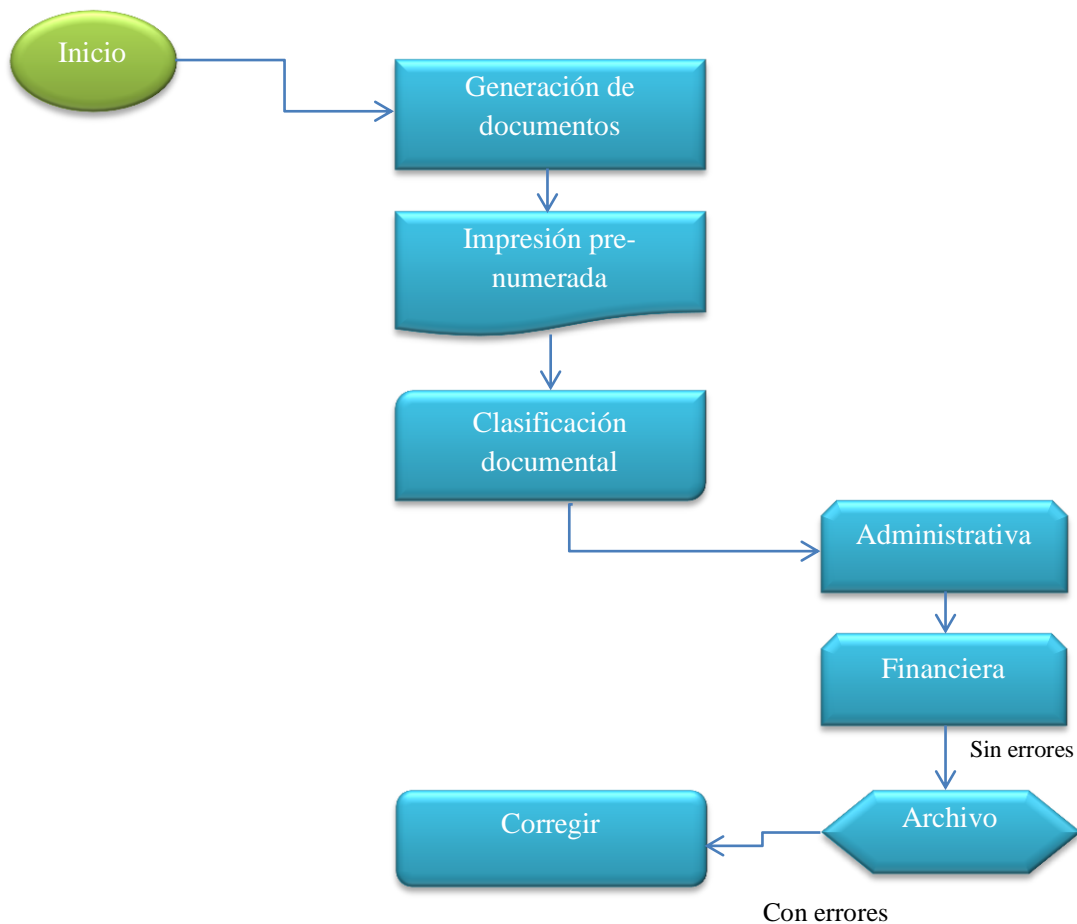 Inicio
Generación de
documentos
Impresión pre-
numerada
Clasificación
documental
Administrativa
Financiera
Sin errores
Archivo
Corregir
Con errores